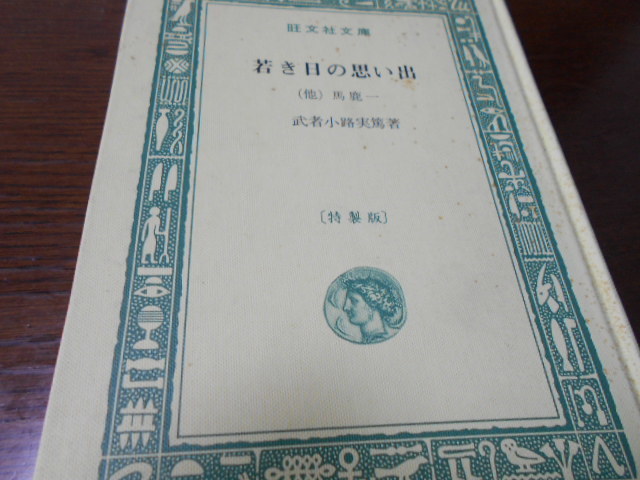 旺文社文庫
若き日の思い出
(他) 馬鹿一
武者小路実篤著
〔特製版〕